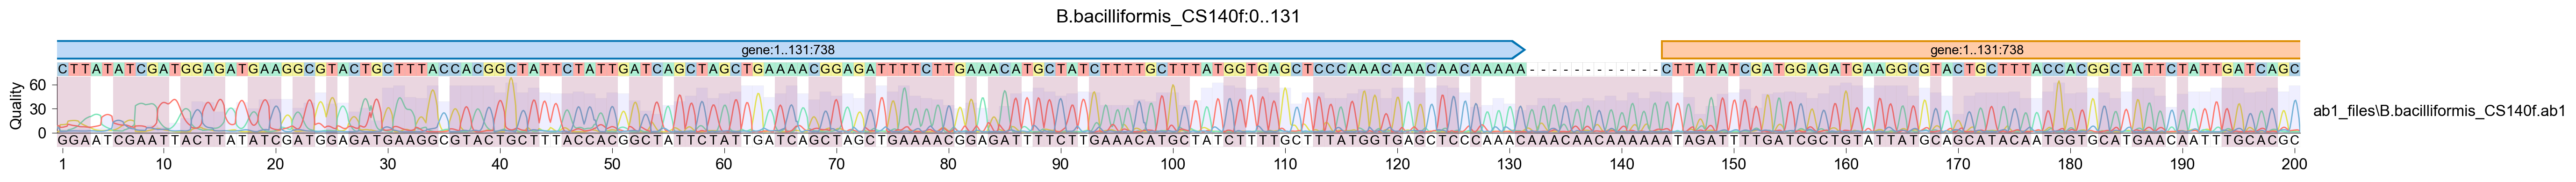 B.bacilliformis_CS140f:0..131
gene:1..131:738
gene:1..131:738
CTTATATCGATGGAGATGAAGGCGTACTGCTTTACCACGGCTATTCTATTGATCAGCTAGCTGAAAACGGAGATTTTCTTGAAACATGCTATCTTTTGCTTTATGGTGAGCTCCCAAACAAACAACAAAAA------------CTTATATCGATGGAGATGAAGGCGTACTGCTTTACCACGGCTATTCTATTGATCAGC
Quality
60
30
0
ab1_files\B.bacilliformis_CS140f.ab1
GGAATCGAATTACTTATATCGATGGAGATGAAGGCGTACTGCTTTACCACGGCTATTCTATTGATCAGCTAGCTGAAAACGGAGATTTTCTTGAAACATGCTATCTTTTGCTTTATGGTGAGCTCCCAAACAAACAACAAAAAATAGATTTTGATCGCTGTATTATGCAGCATACAATGGTGCATGAACAATTTGCACGC
1 10 20 30 40 50 60 70 80 90 100 110 120 130 140 150 160 170 180 190 200